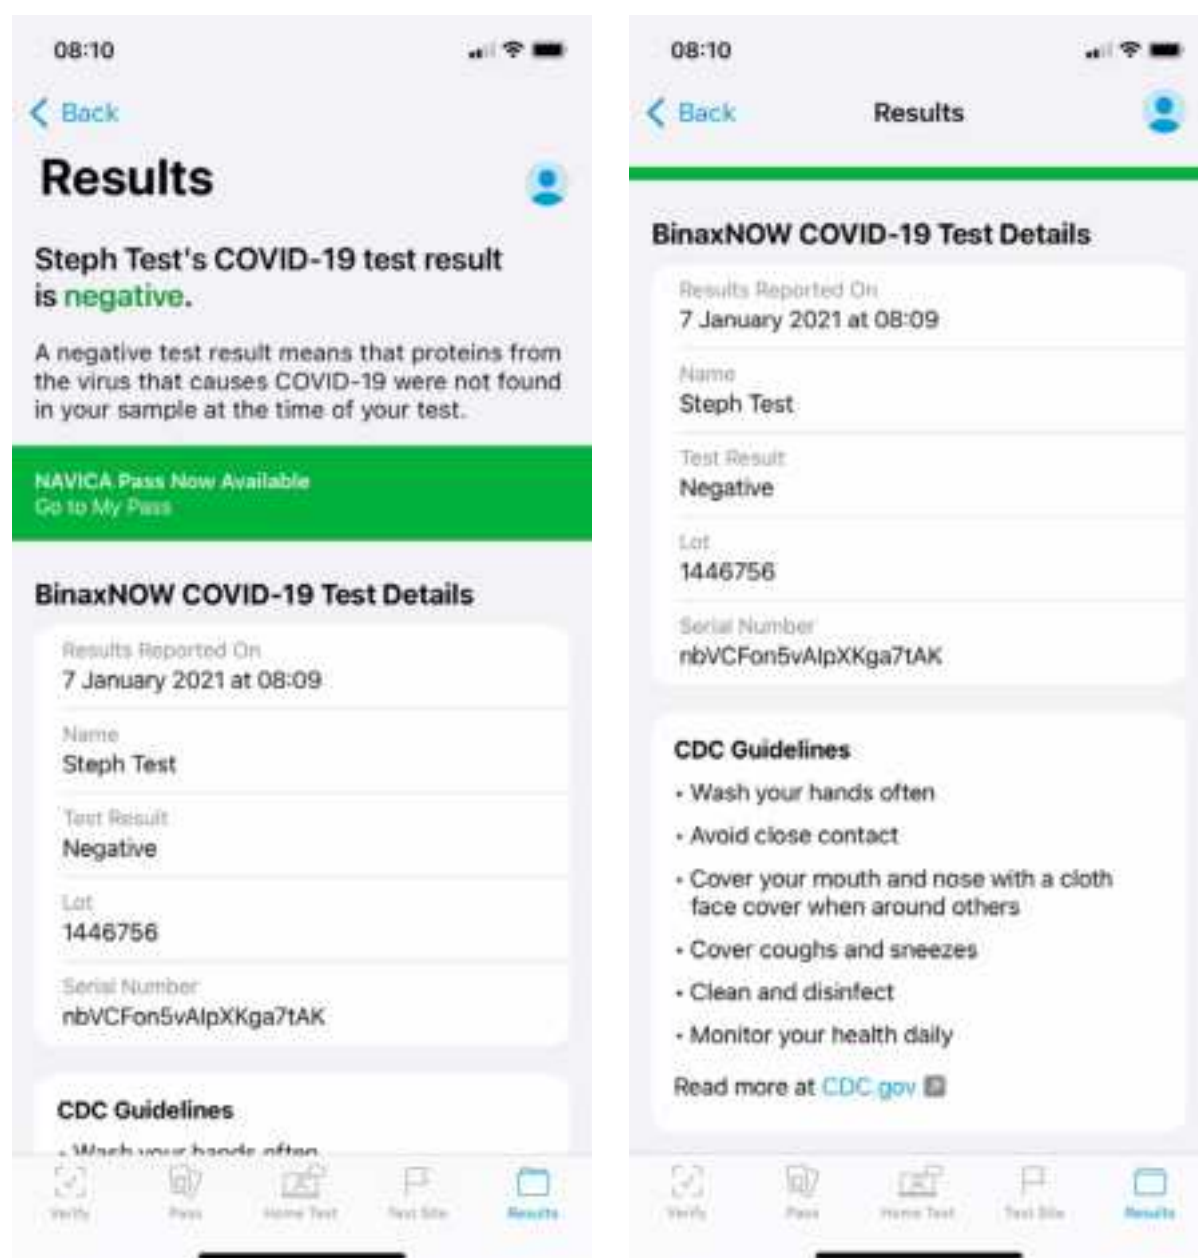 08:10
Back
Results
Steph Test's COVID-19 test result
is negative.
A negative test result means that proteins from
the virus that causes COVID-19 were not found
in your sample at the time of your test.
NAVICA Pass Now Available
Go to My Pass
BinaxNOW COVID-19 Test Details
Results Reported On
7 January 2021 at 08:09
Name
Steph Test
Test Result
Negative
Lot
1446756
Serial Number
nbVCFon5vAIpXKga7tAK
CDC Guidelines
• Wash your hands often
Verify Pass Home Test Test Site Results
08:10
Back Results
BinaxNOW COVID-19 Test Details
Results Reported On
7 January 2021 at 08:09
Name
Steph Test
Test Result
Negative
Lot
1446756
Serial Number
nbVCFon5vAIpXKga7tAK
CDC Guidelines
• Wash your hands often
• Avoid close contact
• Cover your mouth and nose with a cloth
face cover when around others
• Cover coughs and sneezes
• Clean and disinfect
• Monitor your health daily
Read more at CDC.gov
Verify Pass Home Test Test Site Results